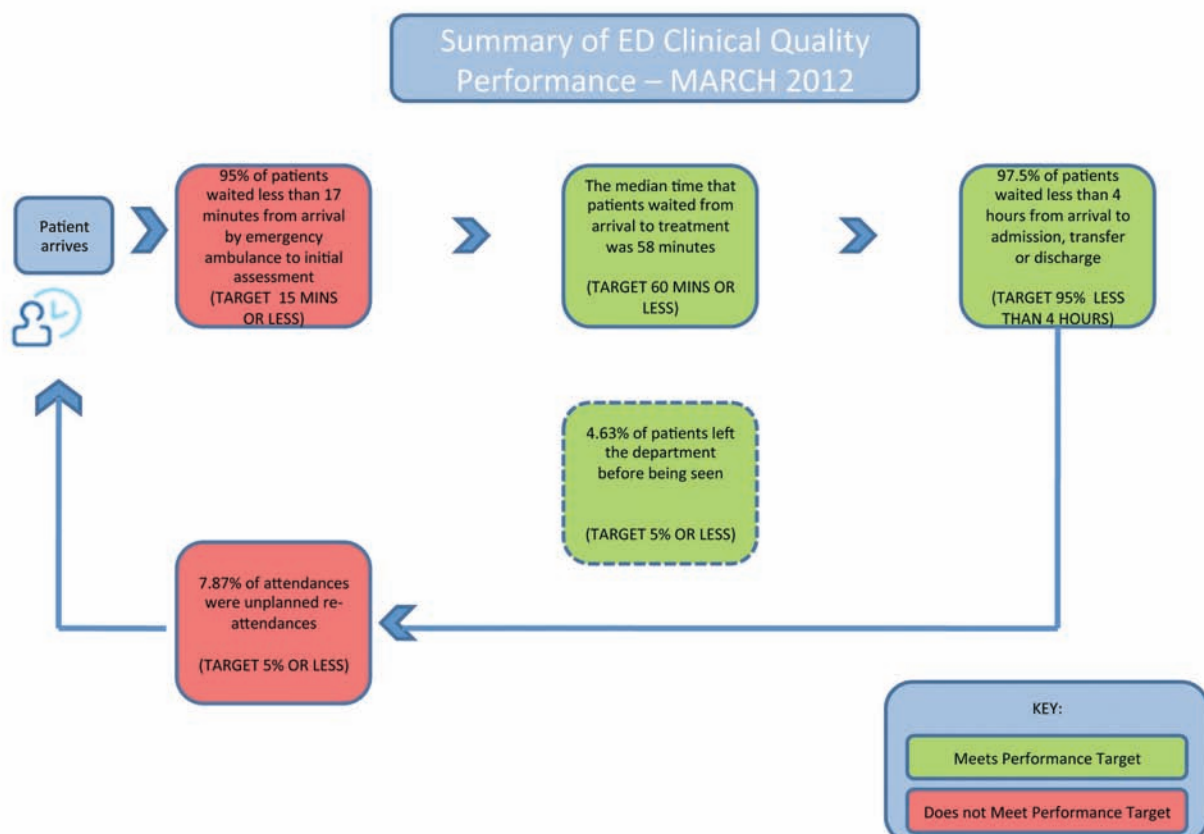 Summary of ED Clinical Quality
Performance – MARCH 2012
Patient
arrives
95% of patients
waited less than 17
minutes from arrival
by emergency
ambulance to initial
assessment
(TARGET  15 MINS
OR LESS)
The median time that
patients waited from
arrival to treatment
was 58 minutes
(TARGET 60 MINS OR
LESS)
97.5% of patients
waited less than 4
hours from arrival to
admission, transfer
or discharge
(TARGET 95%  LESS
THAN 4 HOURS)
4.63% of patients left
the department
before being seen
(TARGET 5% OR LESS)
7.87% of attendances
were unplanned re-
attendances
(TARGET 5% OR LESS)
KEY:
Meets Performance Target
Does not Meet Performance Target